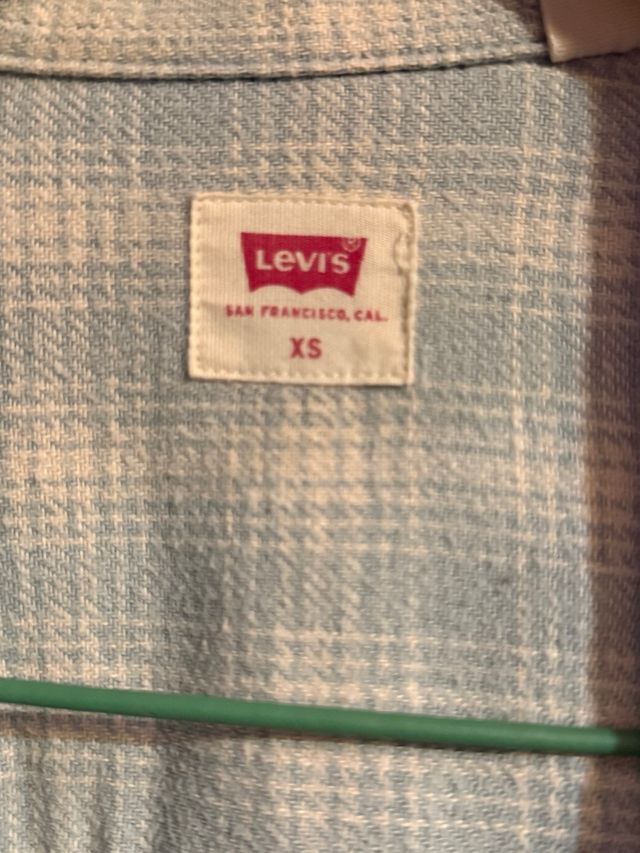 LEVI'S®
SAN FRANCISCO, CAL.
XS